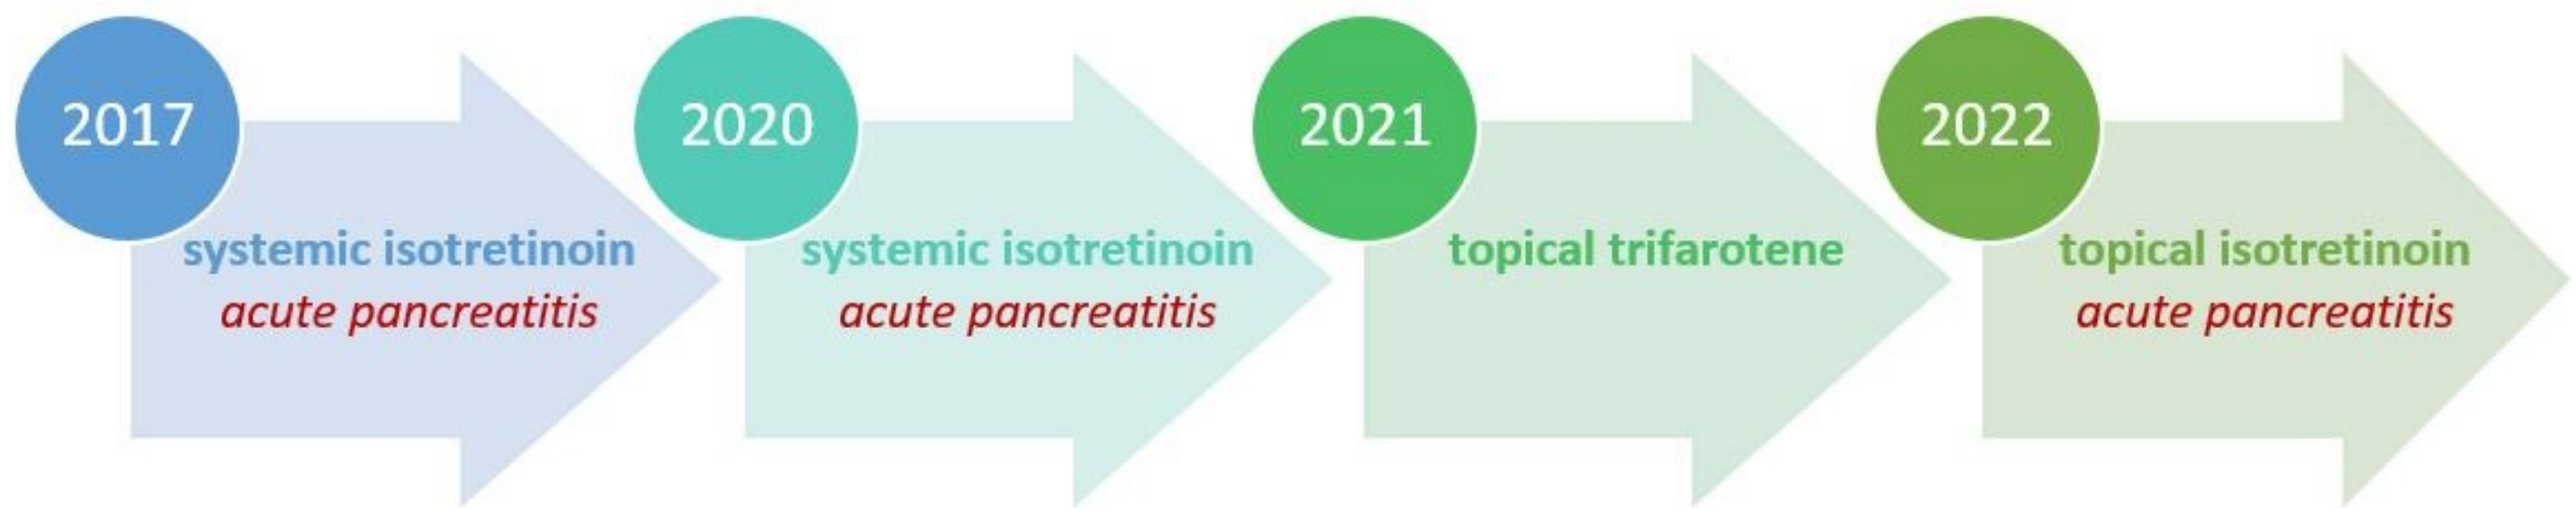 2017
systemic isotretinoin
acute pancreatitis
2020
systemic isotretinoin
acute pancreatitis
2021
topical trifarotene
2022
topical isotretinoin
acute pancreatitis